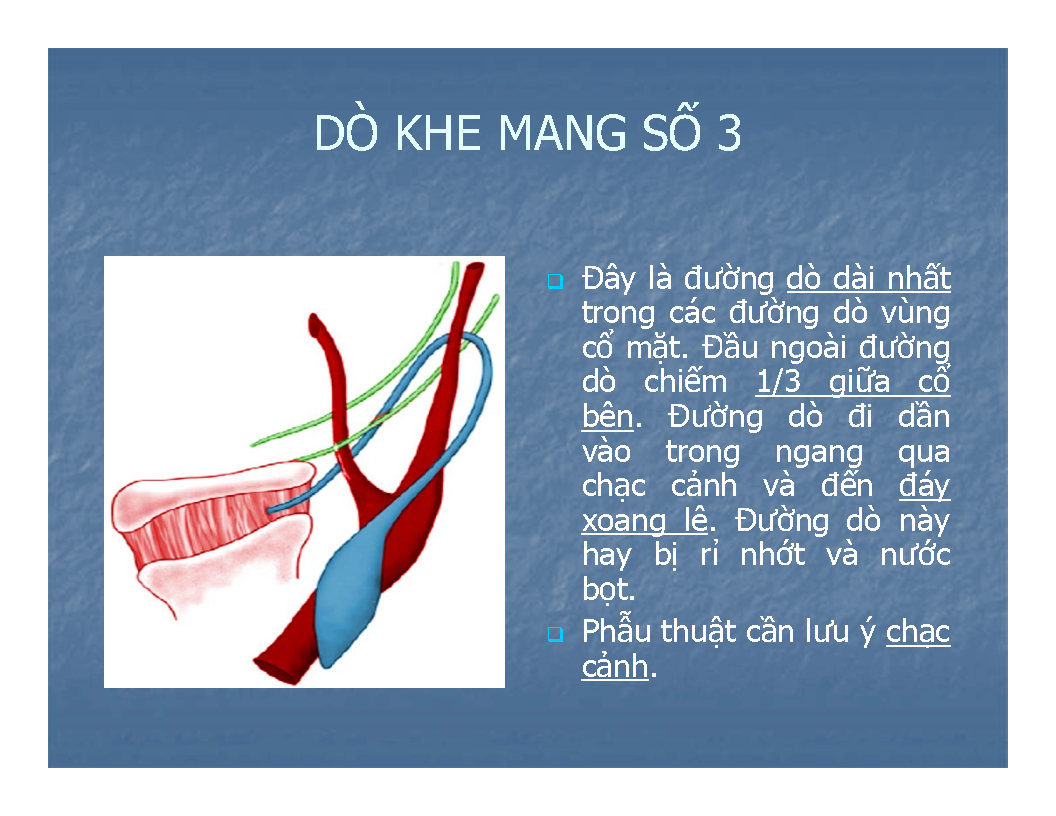 DÒ KHE MANG SỐ 3
Đây là đường dò dài nhất
trong các đường dò vùng
cổ mặt. Đầu ngoài đường
dò chiếm 1/3 giữa cổ
bên. Đường dò đi dần
vào trong ngang qua
chạc cảnh và đến đáy
xoang lê. Đường dò này
hay bị rỉ nhớt và nước
bọt.
Phẫu thuật cần lưu ý chạc
cảnh.